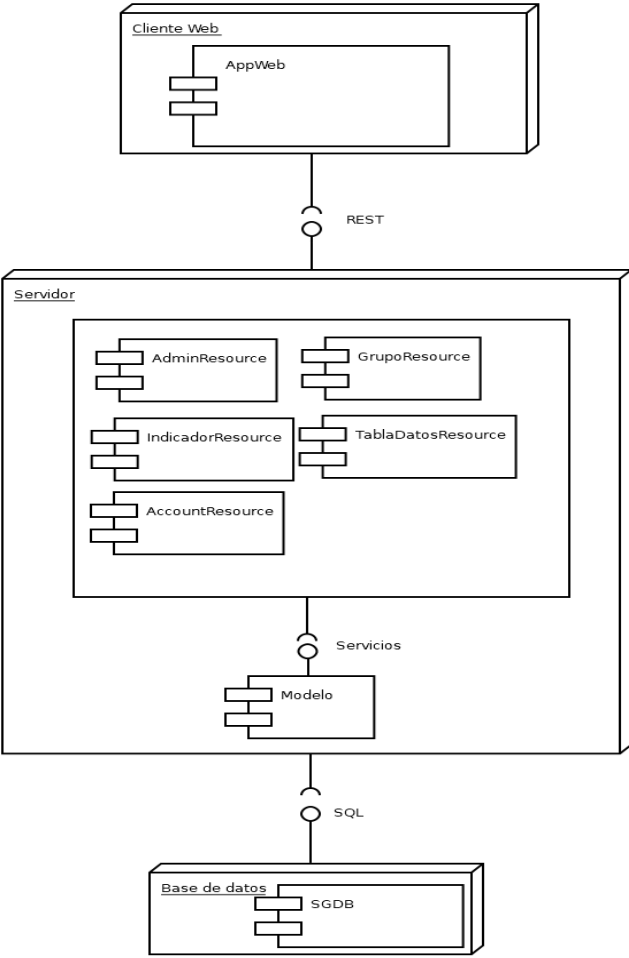 Cliente Web
AppWeb
REST
Servidor
AdminResource
GrupoResource
IndicadorResource
TablaDatosResource
AccountResource
Servicios
Modelo
SQL
Base de datos
SGDB